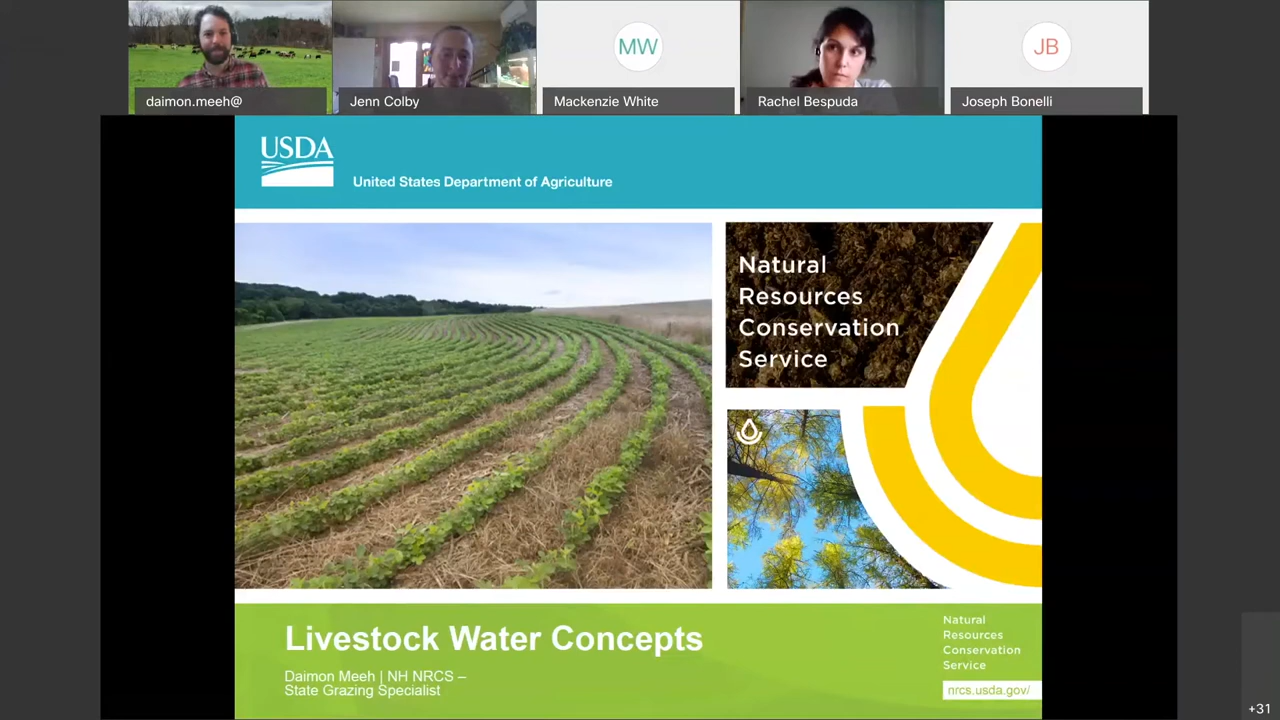 MW
JB
daimon.meeh@
Jenn Colby
Mackenzie White
Rachel Bespuda
Joseph Bonelli
USDA
United States Department of Agriculture
Natural
Resources
Conservation
Service
Livestock Water Concepts
Daimon Meeh | NH NRCS –
State Grazing Specialist
Natural
Resources
Conservation
Service
nrcs.usda.gov/
+31